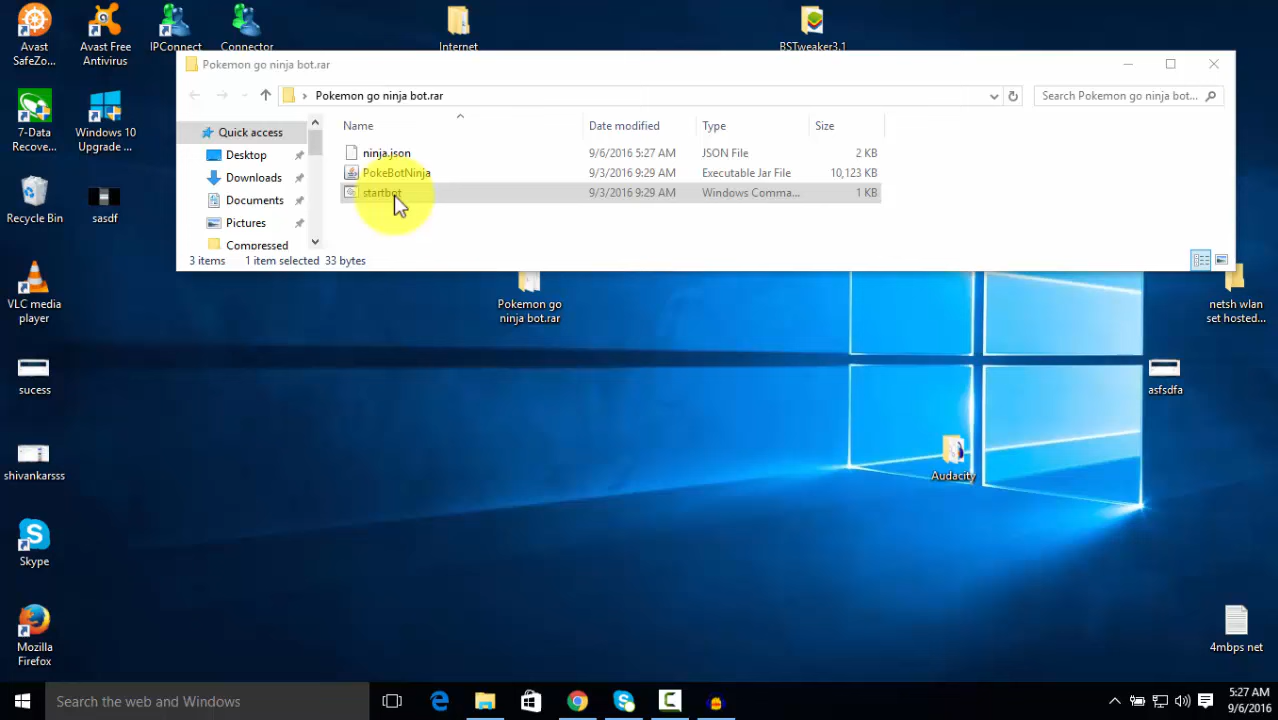 Avast
SafeZo...
Avast Free
Antivirus
IPConnect
Connector
Internet
BSTweaker3.1
Pokemon go ninja bot.rar
Pokemon go ninja bot.rar
Search Pokemon go ninja bot...
Quick access
Desktop
Downloads
Documents
Pictures
Compressed
Name
Date modified
Type
Size
ninja.json
9/6/2016 5:27 AM
JSON File
2 KB
PokeBotNinja
9/3/2016 9:29 AM
Executable Jar File
10,123 KB
startbot
9/3/2016 9:29 AM
Windows Comma...
1 KB
3 items
1 item selected
33 bytes
7-Data
Recove...
Windows 10
Upgrade ...
Recycle Bin
sasdf
VLC media
player
Pokemon go
ninja bot.rar
netsh wlan
set hosted...
sucess
asfsdfa
shivankarsss
Audacity
Skype
Mozilla
Firefox
4mbps net
Search the web and Windows
5:27 AM
9/6/2016